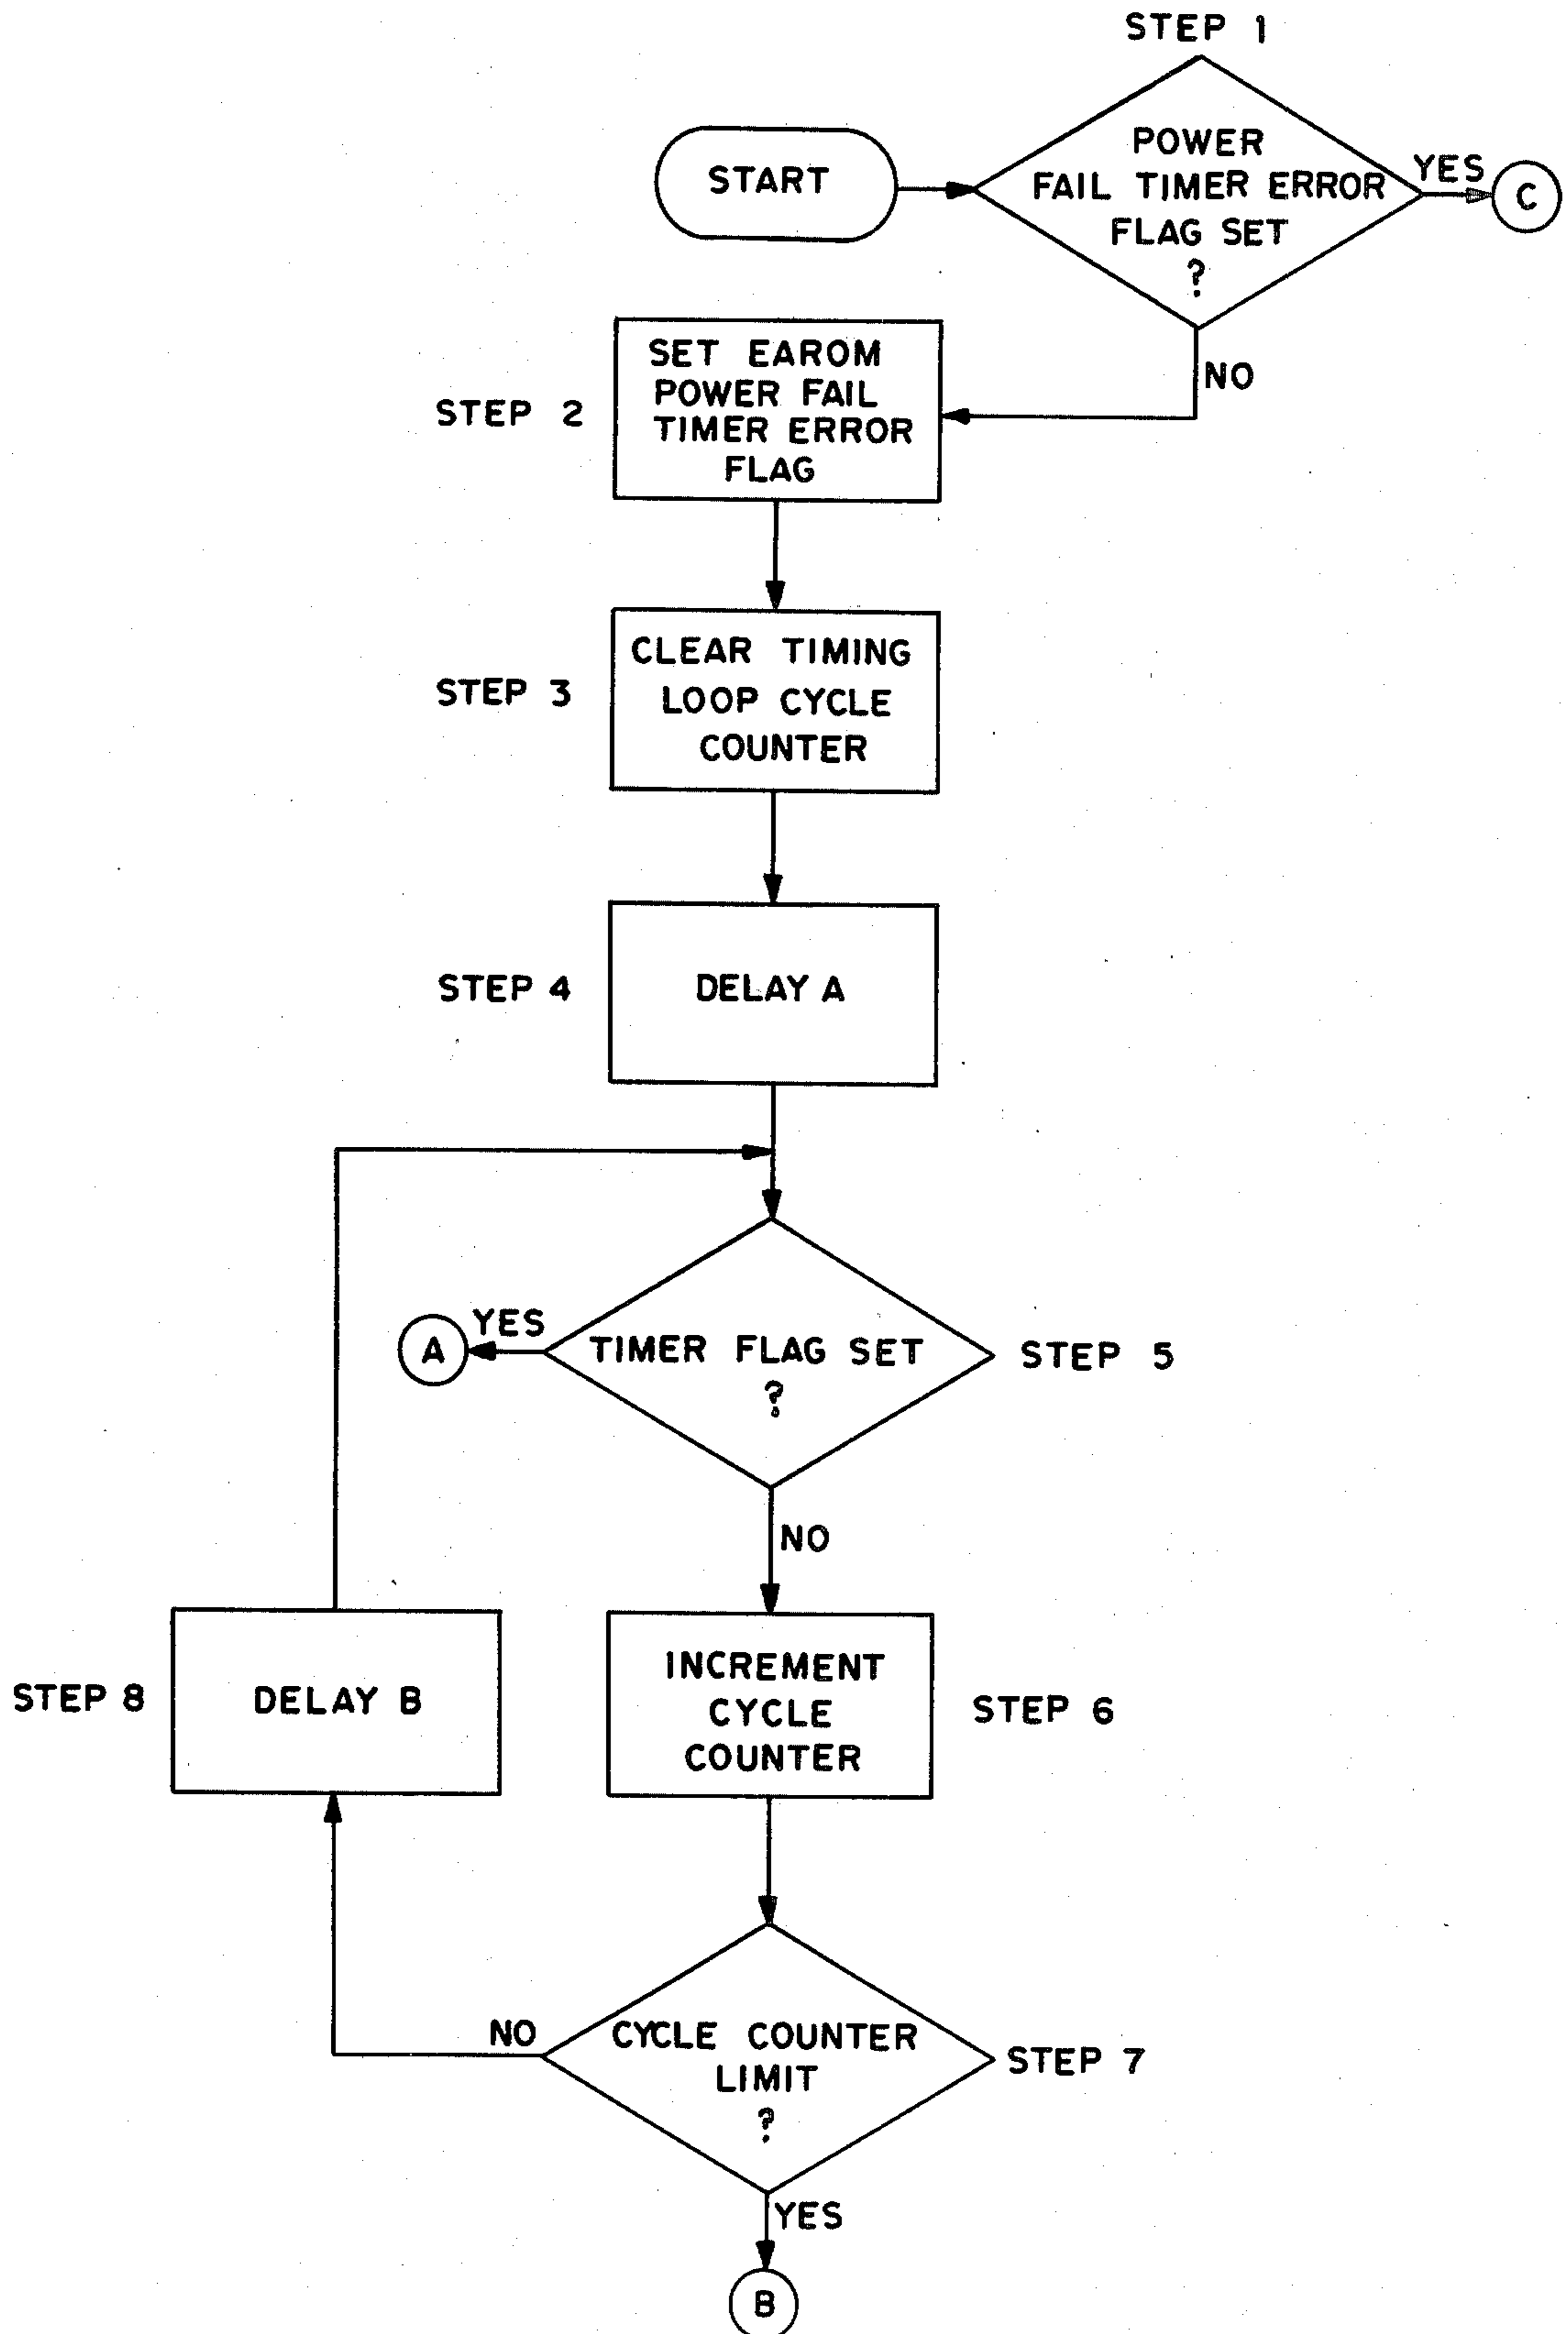 STEP 1
START
POWER
FAIL TIMER ERROR
FLAG SET
?
YES
C
NO
STEP 2
SET EAROM
POWER FAIL
TIMER ERROR
FLAG
STEP 3
CLEAR TIMING
LOOP CYCLE
COUNTER
STEP 4
DELAY A
A
YES
TIMER FLAG SET
?
STEP 5
NO
STEP 8
DELAY B
INCREMENT
CYCLE
COUNTER
STEP 6
NO
CYCLE COUNTER
LIMIT
?
STEP 7
YES
B